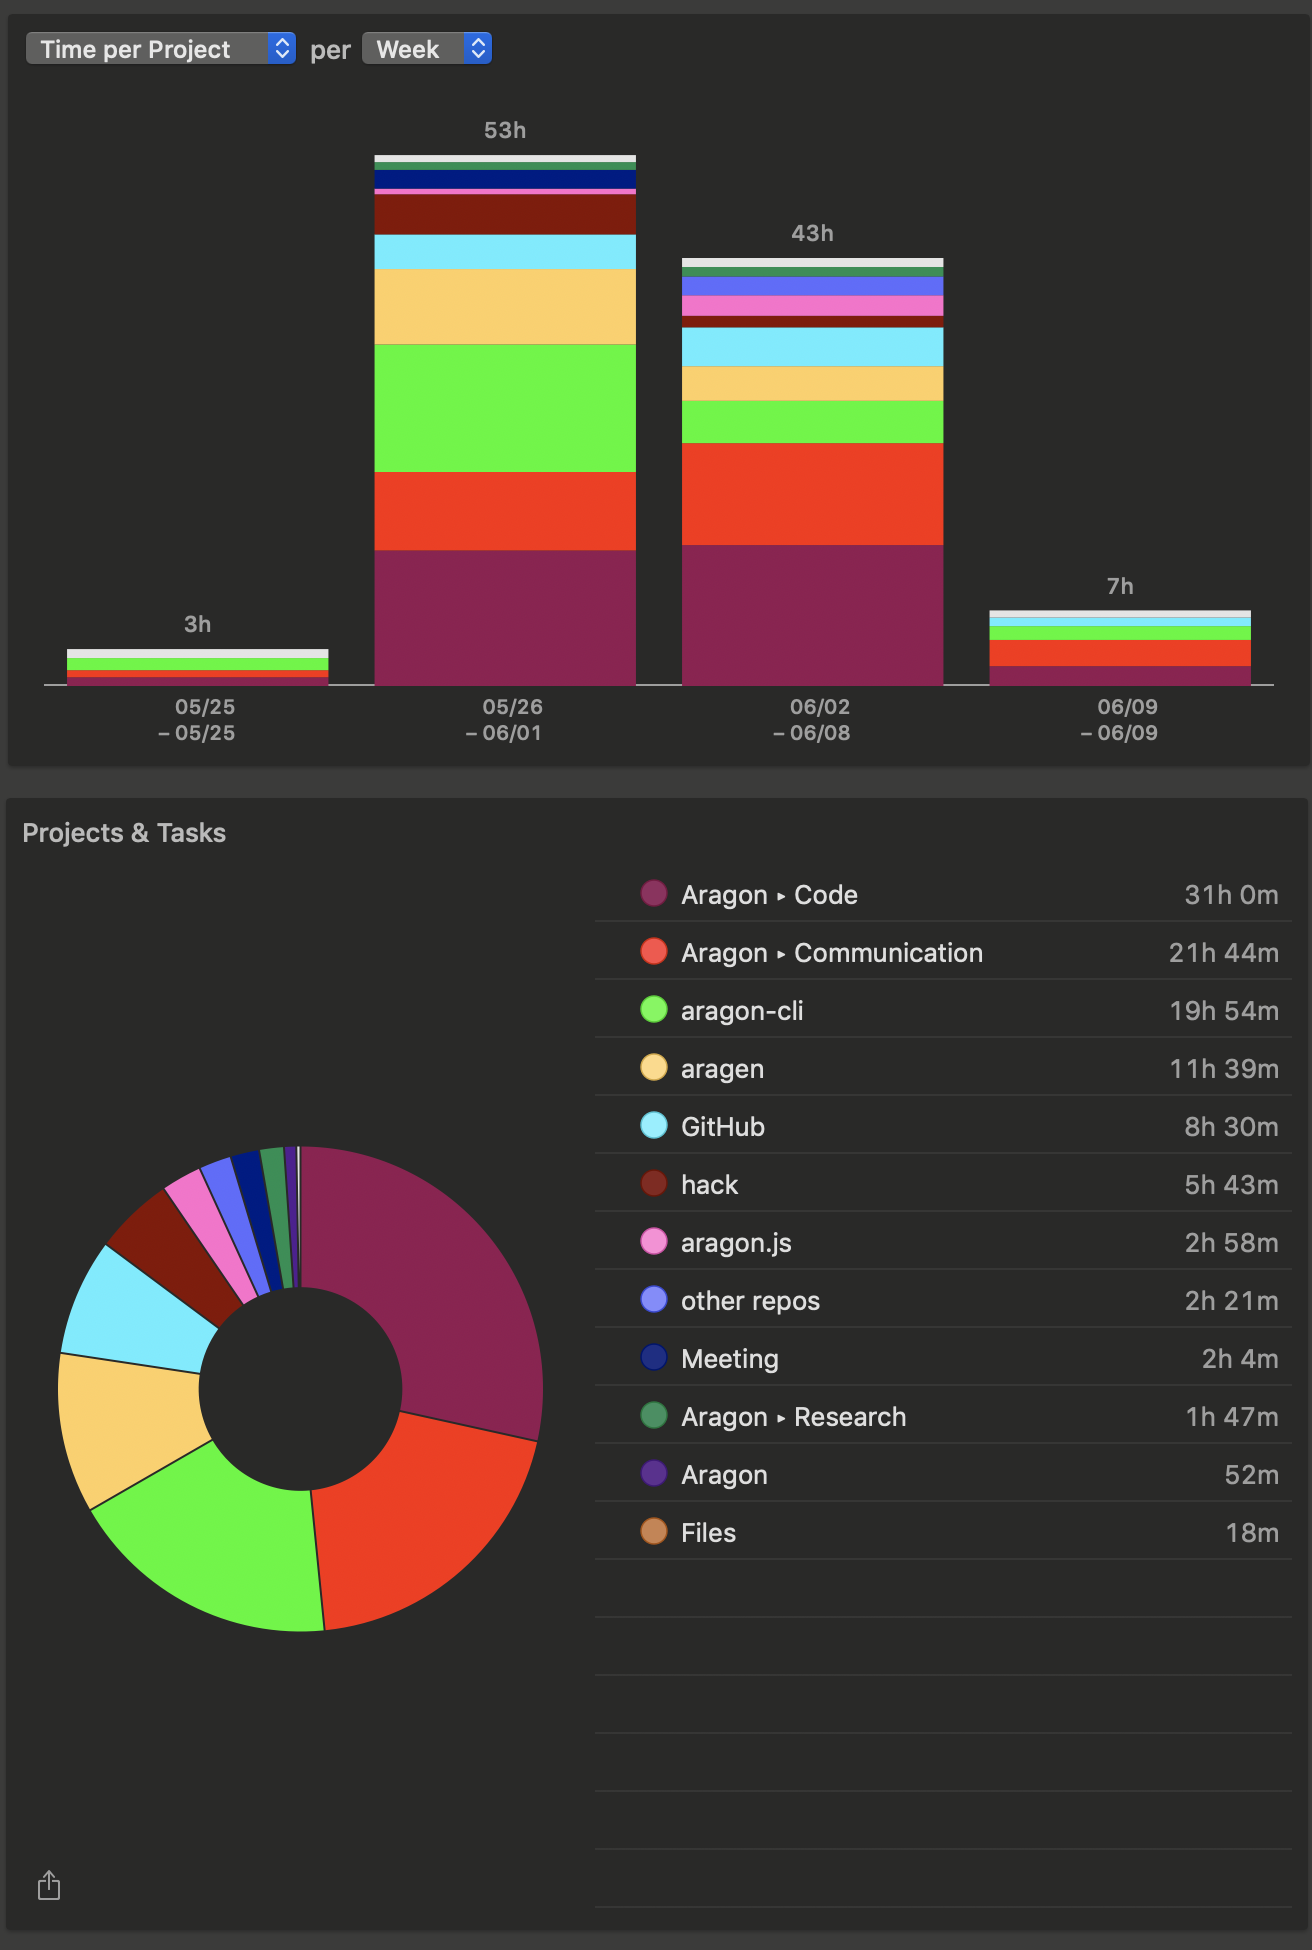 Time per Project per Week
53h
43h
3h
7h
05/25 05/26 06/02 06/09
– 05/25 – 06/01 – 06/08 – 06/09
Projects & Tasks
Aragon ▸ Code 31h 0m
Aragon ▸ Communication 21h 44m
aragon-cli 19h 54m
aragen 11h 39m
GitHub 8h 30m
hack 5h 43m
aragon.js 2h 58m
other repos 2h 21m
Meeting 2h 4m
Aragon ▸ Research 1h 47m
Aragon 52m
Files 18m